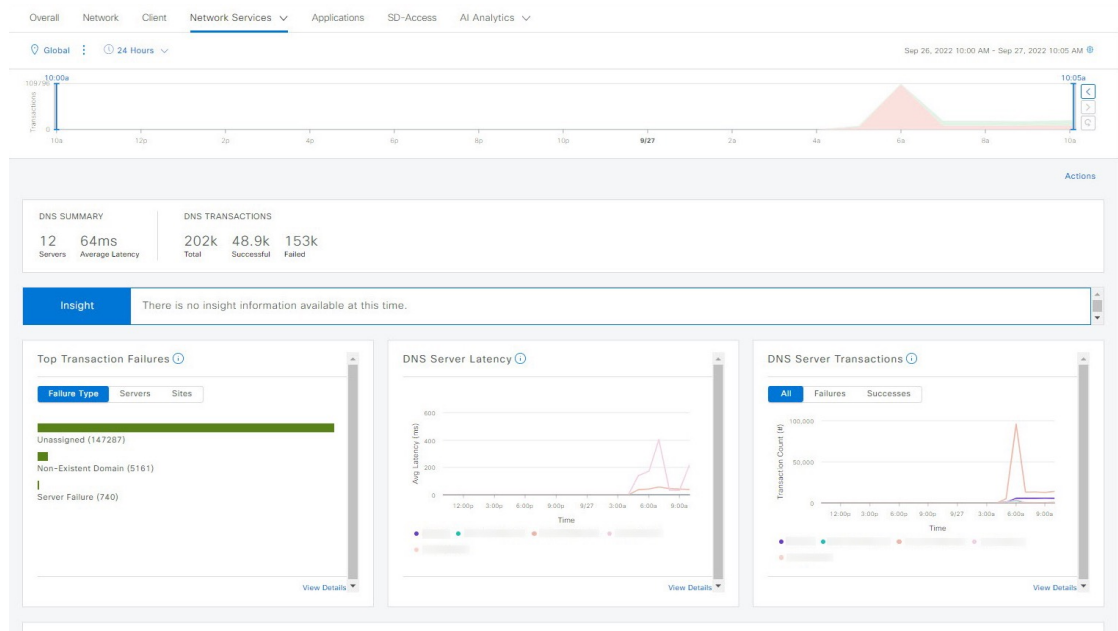 Overall Network Client Network Services Applications SD-Access AI Analytics
Global 24 Hours Sep 26, 2022 10:00 AM - Sep 27, 2022 10:05 AM
10:00a 10:05a
109796
Transactions
0
10a 12p 2p 4p 6p 8p 10p 9/27 2a 4a 6a 8a 10a
Actions
DNS SUMMARY DNS TRANSACTIONS
12 64ms 202k 48.9k 153k
Servers Average Latency Total Successful Failed
Insight There is no insight information available at this time.
Top Transaction Failures
Failure Type Servers Sites
Unassigned (147287)
Non-Existent Domain (5161)
Server Failure (740)
View Details
DNS Server Latency
600
400
200
0
Avg Latency (ms)
12:00p 3:00p 6:00p 9:00p 9/27 3:00a 6:00a 9:00a
Time
View Details
DNS Server Transactions
All Failures Successes
100,000
50,000
0
Transaction Count (#)
12:00p 3:00p 6:00p 9:00p 9/27 3:00a 6:00a 9:00a
Time
View Details